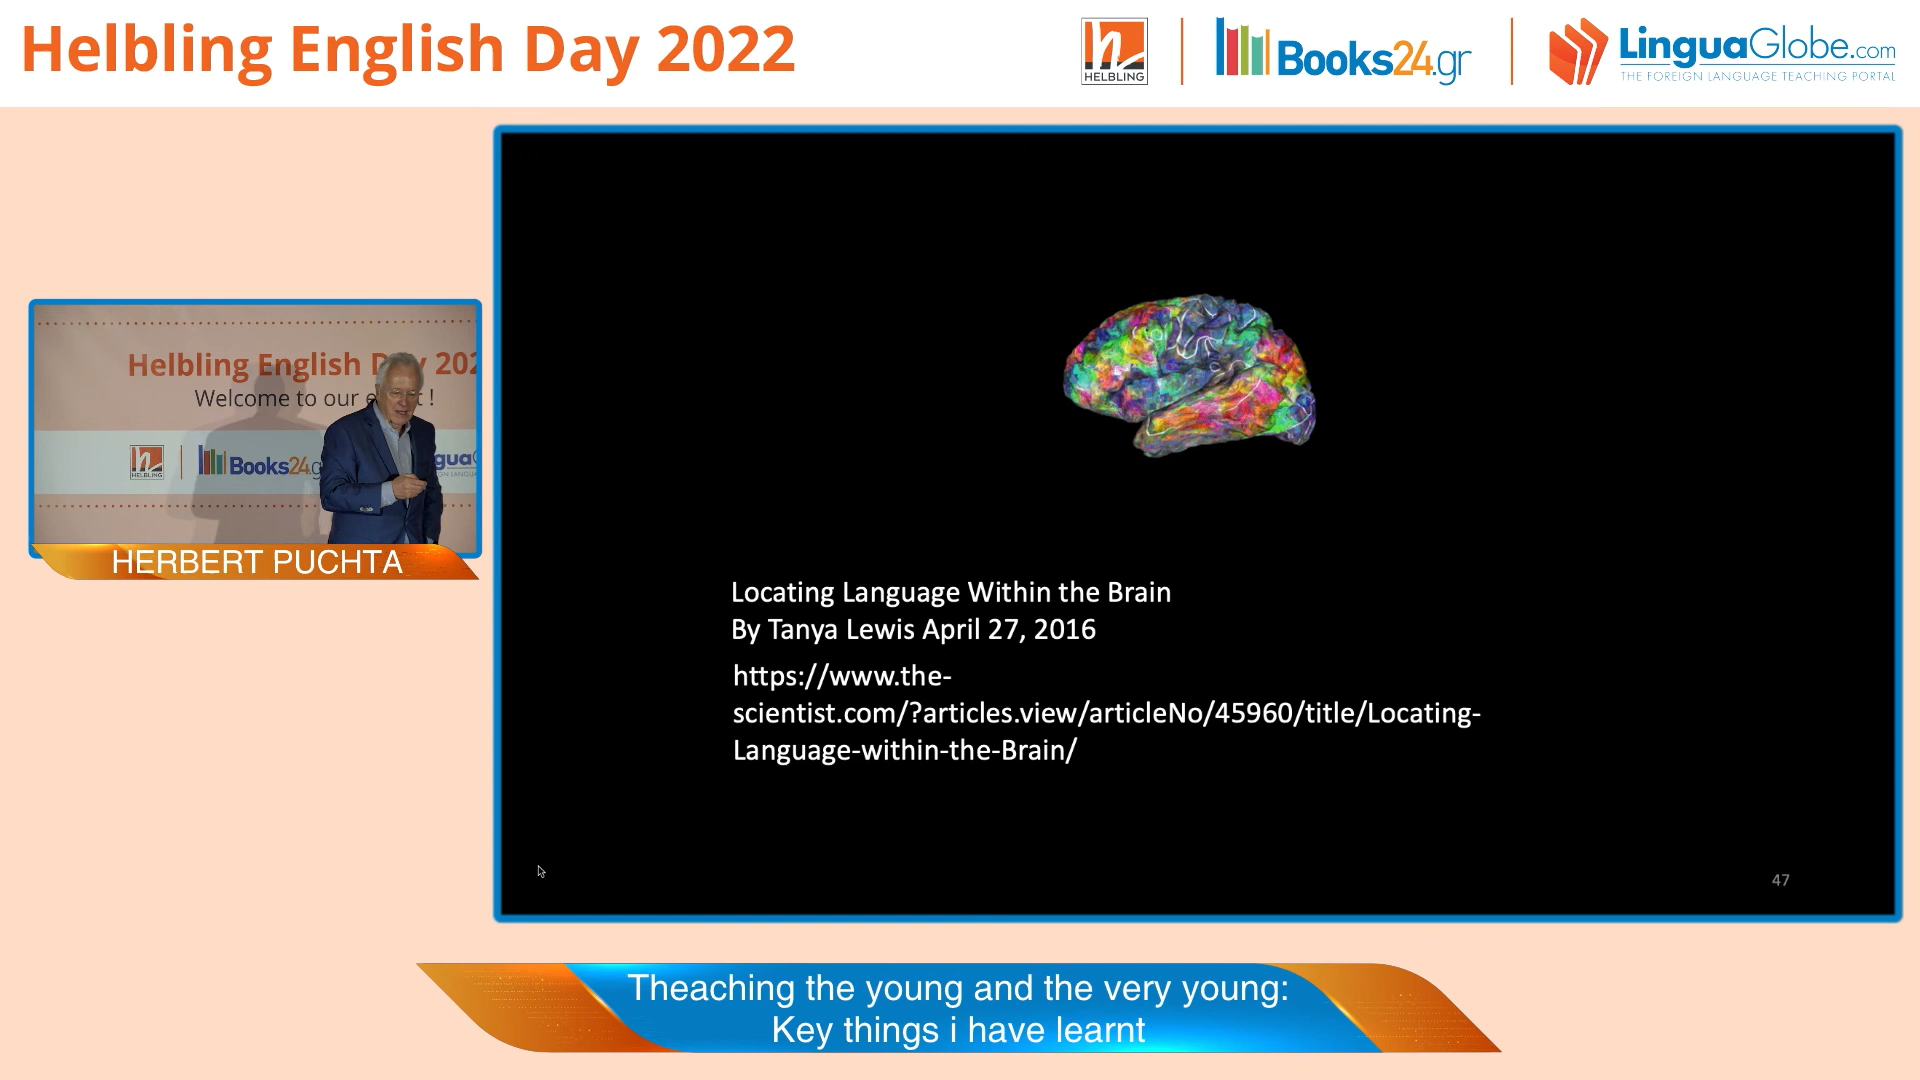 Helbling English Day 2022
HELBLING
Books24.gr
LinguaGlobe.com
THE FOREIGN LANGUAGE TEACHING PORTAL
Helbling English D y 202
Welcome to our e t !
HELBLING
Books24.g
gua
HERBERT PUCHTA
Locating Language Within the Brain
By Tanya Lewis April 27, 2016
https://www.the-
scientist.com/?articles.view/articleNo/45960/title/Locating-
Language-within-the-Brain/
47
Theaching the young and the very young:
Key things i have learnt